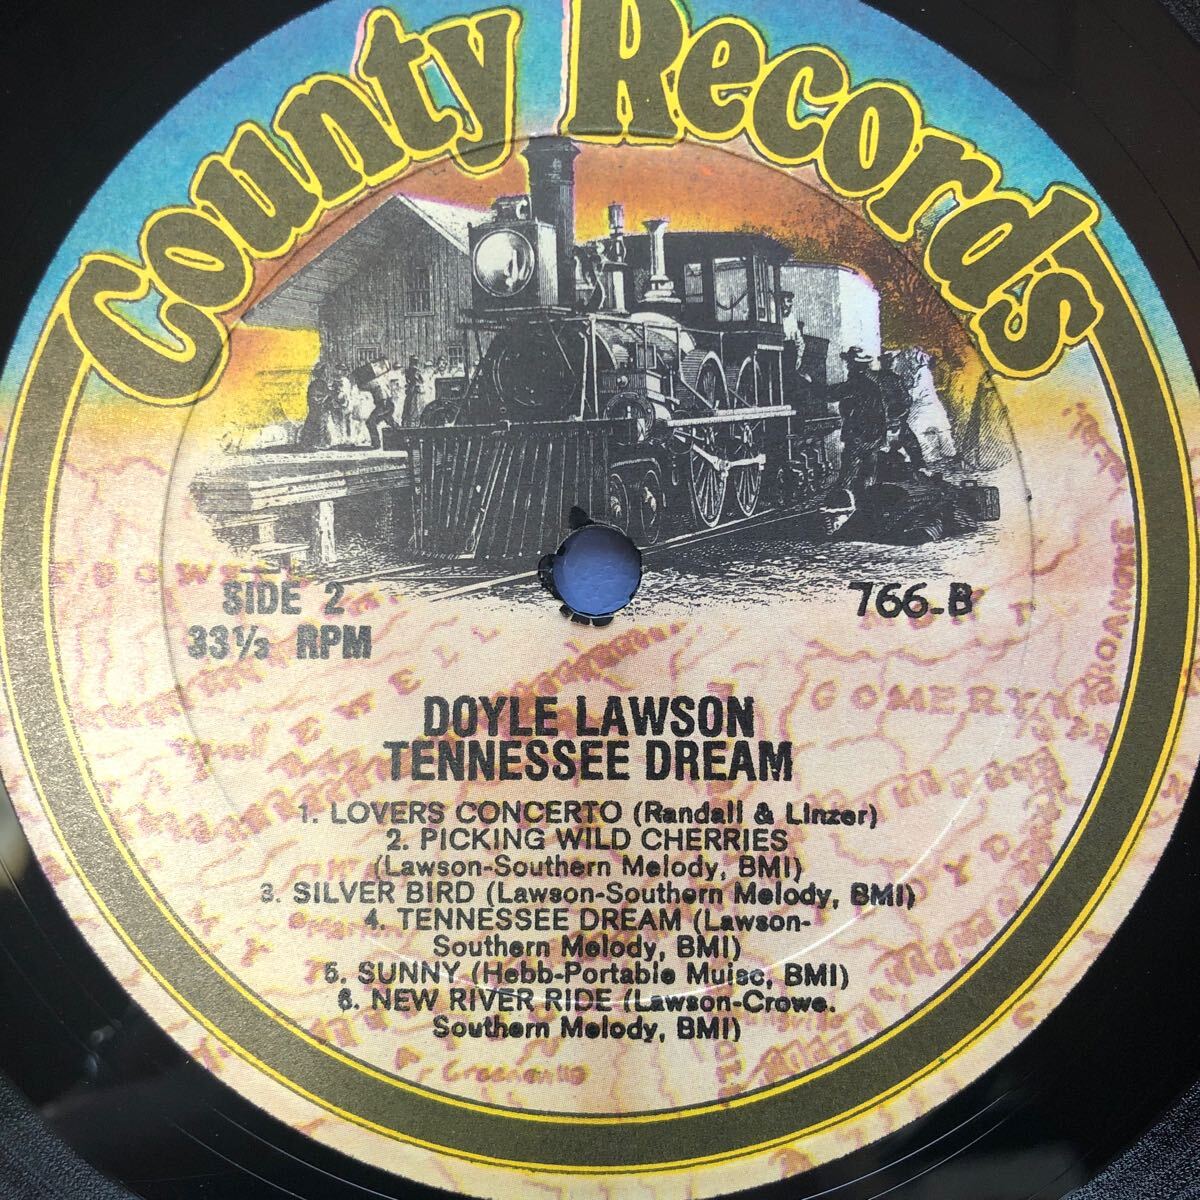 County Records
SIDE 2
33⅓ RPM
766-B
DOYLE LAWSON
TENNESSEE DREAM
1. LOVERS CONCERTO (Randall & Linzer)
2. PICKING WILD CHERRIES
(Lawson-Southern Melody, BMI)
3. SILVER BIRD (Lawson-Southern Melody, BMI)
4. TENNESSEE DREAM (Lawson-
Southern Melody, BMI)
5. SUNNY (Hebb-Portable Muisc, BMI)
6. NEW RIVER RIDE (Lawson-Crowe.
Southern Melody, BMI)
GOMERY
Greenville